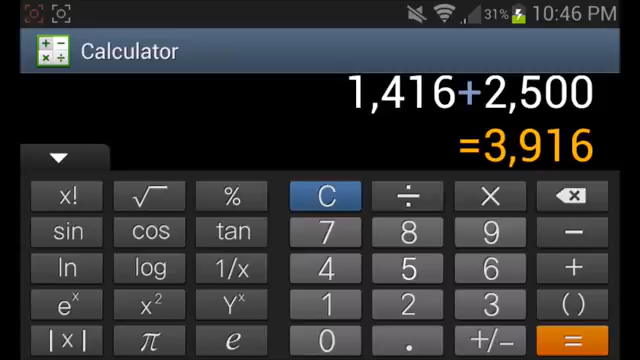 31% 10:46 PM
Calculator
1,416+2,500
=3,916
x! √ % C ÷ ×
sin cos tan 7 8 9 −
ln log 1/x 4 5 6 +
eˣ x² Yˣ 1 2 3 ( )
|x| π e 0 . +/− =